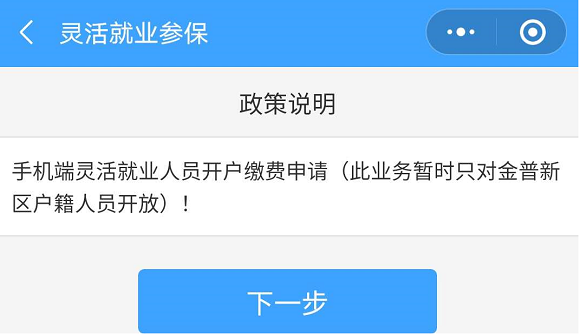 灵活就业参保
政策说明
手机端灵活就业人员开户缴费申请（此业务暂时只对金普新
区户籍人员开放）！
下一步